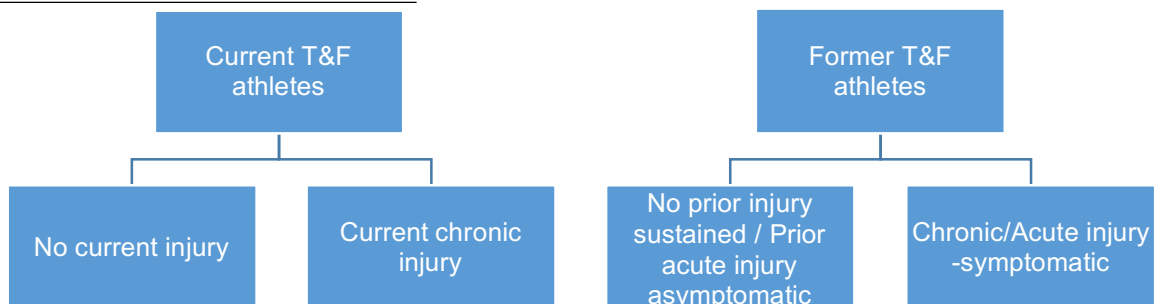 Current T&F
athletes
Former T&F
athletes
No current injury
Current chronic
injury
No prior injury
sustained / Prior
acute injury
asymptomatic
Chronic/Acute injury
-symptomatic